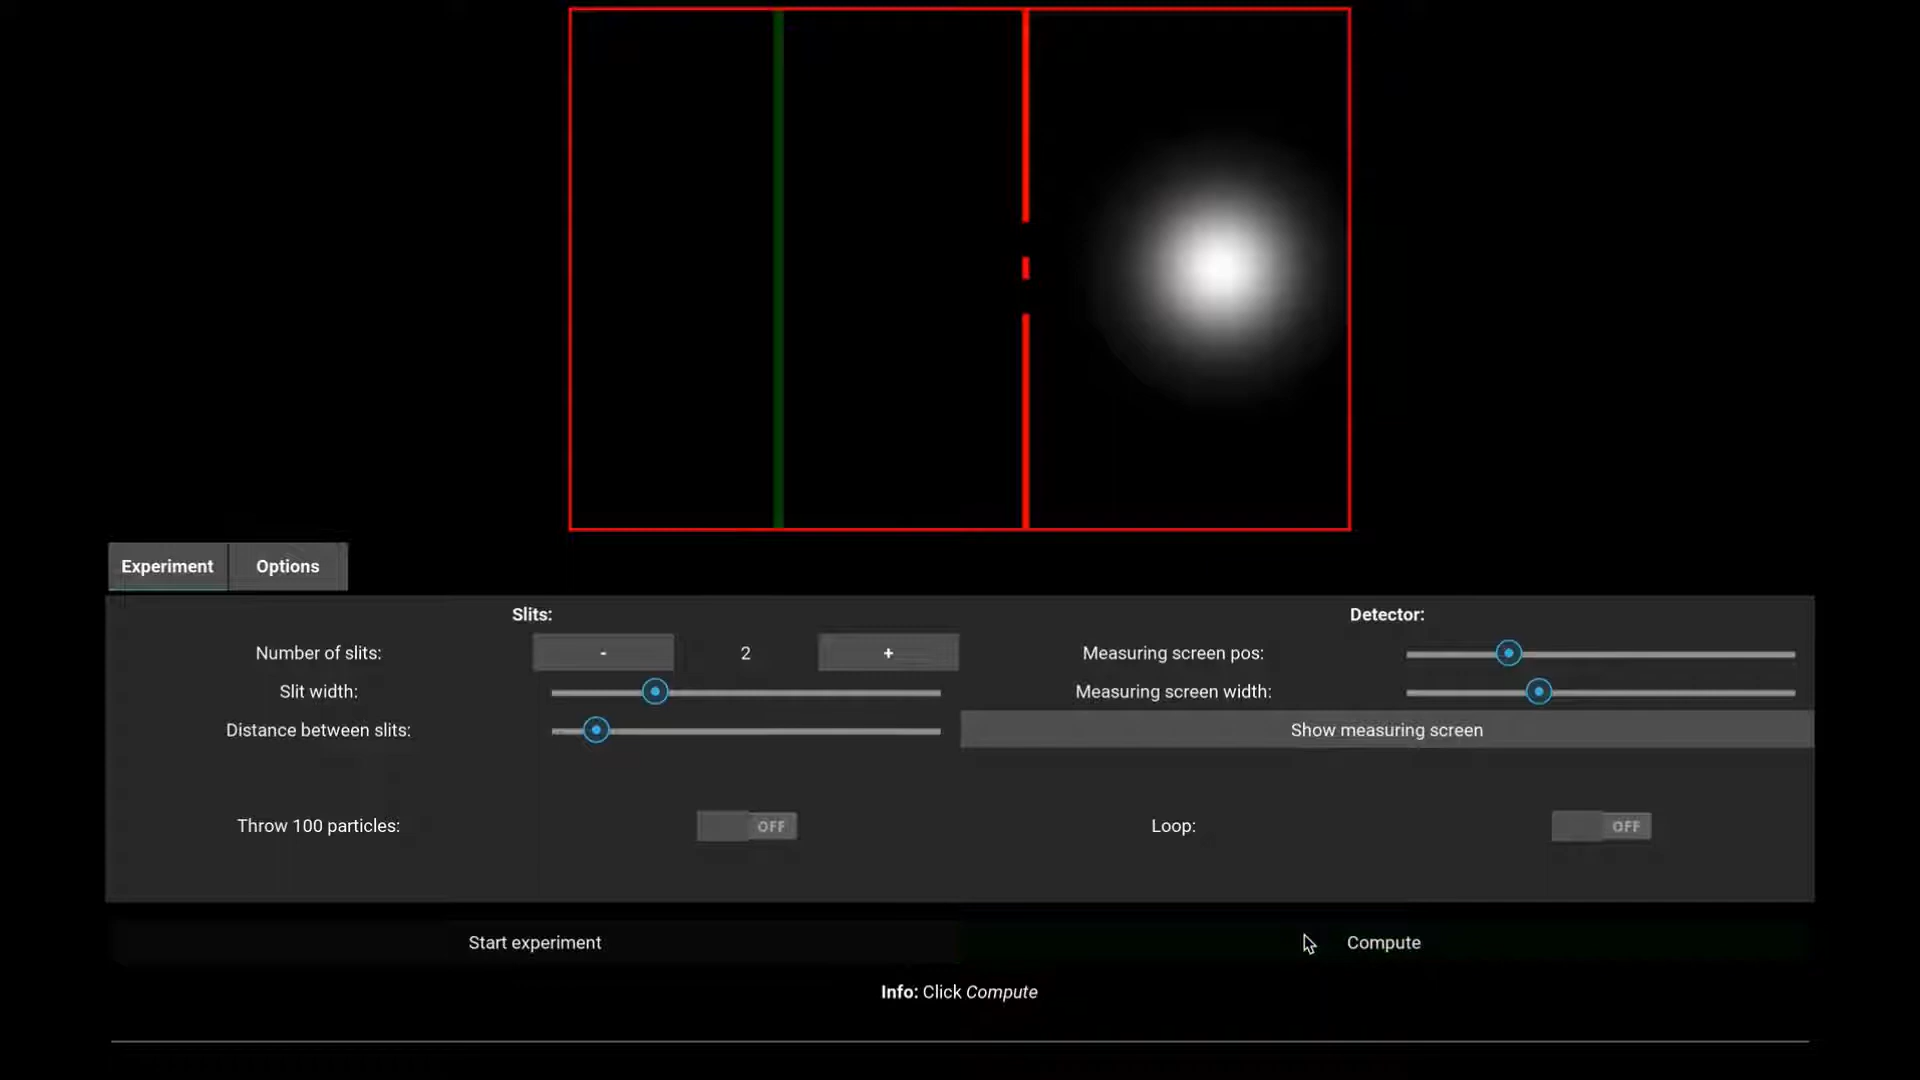 Experiment
Options
Slits:
Detector:
Number of slits:
-
2
+
Measuring screen pos:
Slit width:
Measuring screen width:
Distance between slits:
Show measuring screen
Throw 100 particles:
OFF
Loop:
OFF
Start experiment
Compute
Info: Click Compute